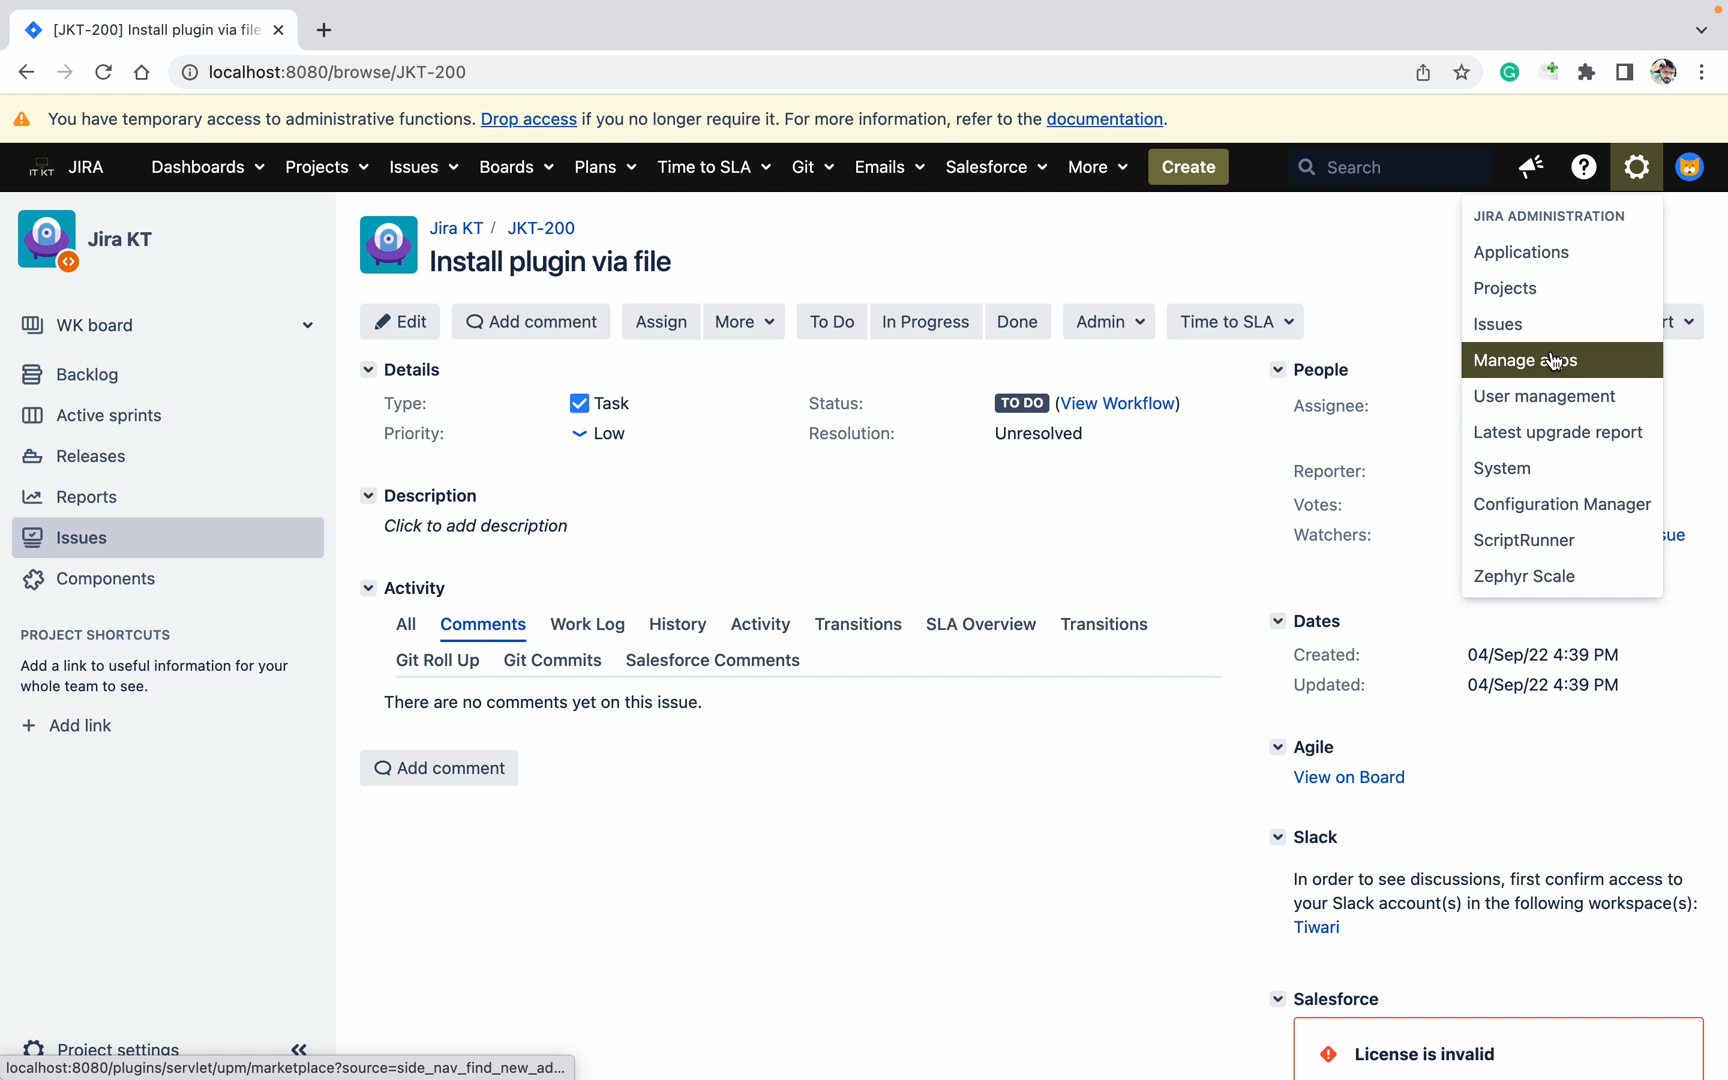 [JKT-200] Install plugin via file
localhost:8080/browse/JKT-200
You have temporary access to administrative functions. Drop access if you no longer require it. For more information, refer to the documentation.
IT KT JIRA Dashboards Projects Issues Boards Plans Time to SLA Git Emails Salesforce More Create Search
Jira KT
WK board
Backlog
Active sprints
Releases
Reports
Issues
Components
PROJECT SHORTCUTS
Add a link to useful information for your
whole team to see.
+ Add link
Project settings
localhost:8080/plugins/servlet/upm/marketplace?source=side_nav_find_new_ad...
Jira KT / JKT-200
Install plugin via file
Edit Add comment Assign More To Do In Progress Done Admin Time to SLA
Details
Type: Task
Priority: Low
Status: TO DO (View Workflow)
Resolution: Unresolved
Description
Click to add description
Activity
All Comments Work Log History Activity Transitions SLA Overview Transitions
Git Roll Up Git Commits Salesforce Comments
There are no comments yet on this issue.
Add comment
People
Assignee:
Reporter:
Votes:
Watchers:
Dates
Created: 04/Sep/22 4:39 PM
Updated: 04/Sep/22 4:39 PM
Agile
View on Board
Slack
In order to see discussions, first confirm access to
your Slack account(s) in the following workspace(s):
Tiwari
Salesforce
License is invalid
JIRA ADMINISTRATION
Applications
Projects
Issues
Manage apps
User management
Latest upgrade report
System
Configuration Manager
ScriptRunner
Zephyr Scale